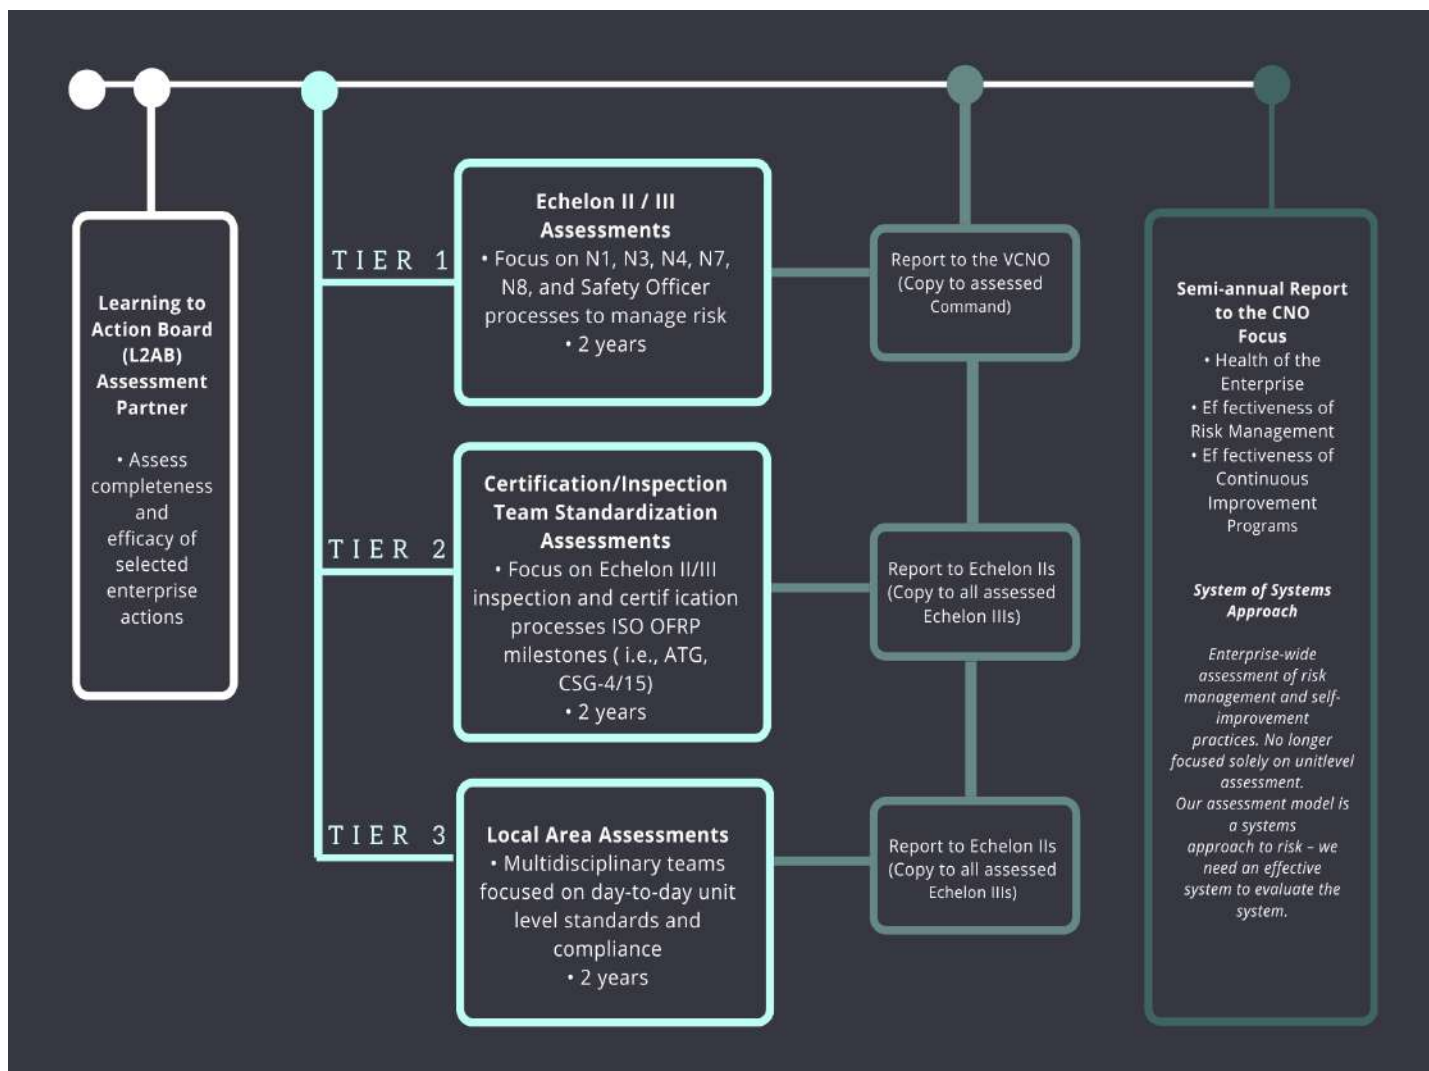 Learning to
Action Board
(L2AB)
Assessment
Partner
• Assess
completeness
and
efficacy of
selected
enterprise
actions
TIER 1
Echelon II / III
Assessments
• Focus on N1, N3, N4, N7,
N8, and Safety Officer
processes to manage risk
• 2 years
Report to the VCNO
(Copy to assessed
Command)
TIER 2
Certification/Inspection
Team Standardization
Assessments
• Focus on Echelon II/III
inspection and certif ication
processes ISO OFRP
milestones ( i.e., ATG,
CSG-4/15)
• 2 years
Report to Echelon IIs
(Copy to all assessed
Echelon IIIs)
TIER 3
Local Area Assessments
• Multidisciplinary teams
focused on day-to-day unit
level standards and
compliance
• 2 years
Report to Echelon IIs
(Copy to all assessed
Echelon IIIs)
Semi-annual Report
to the CNO
Focus
• Health of the
Enterprise
• Ef fectiveness of
Risk Management
• Ef fectiveness of
Continuous
Improvement
Programs
System of Systems
Approach
Enterprise-wide
assessment of risk
management and self-
improvement
practices. No longer
focused solely on unitlevel
assessment.
Our assessment model is
a systems
approach to risk – we
need an effective
system to evaluate the
system.